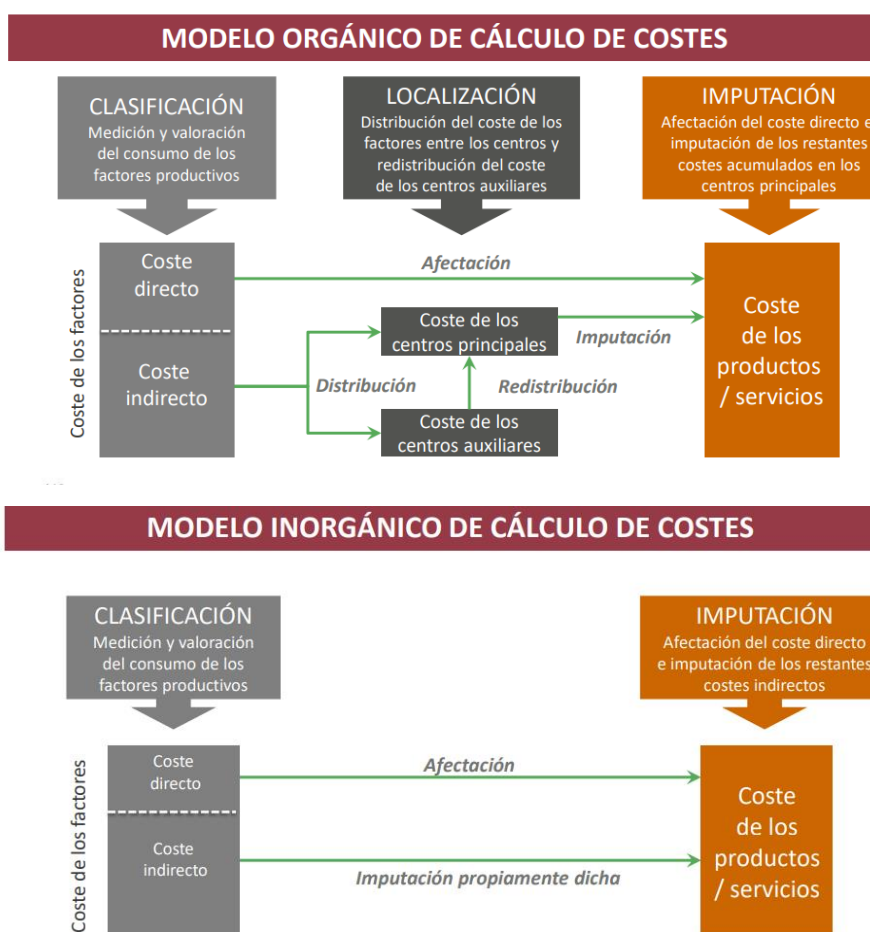 MODELO ORGÁNICO DE CÁLCULO DE COSTES
CLASIFICACIÓN
Medición y valoración
del consumo de los
factores productivos
LOCALIZACIÓN
Distribución del coste de los
factores entre los centros y
redistribución del coste
de los centros auxiliares
IMPUTACIÓN
Afectación del coste directo e
imputación de los restantes
costes acumulados en los
centros principales
Coste de los factores
Coste
directo
Coste
indirecto
Afectación
Distribución
Coste de los
centros principales
Imputación
Redistribución
Coste de los
centros auxiliares
Coste
de los
productos
/ servicios
MODELO INORGÁNICO DE CÁLCULO DE COSTES
CLASIFICACIÓN
Medición y valoración
del consumo de los
factores productivos
IMPUTACIÓN
Afectación del coste directo
e imputación de los restantes
costes indirectos
Coste de los factores
Coste
directo
Coste
indirecto
Afectación
Imputación propiamente dicha
Coste
de los
productos
/ servicios